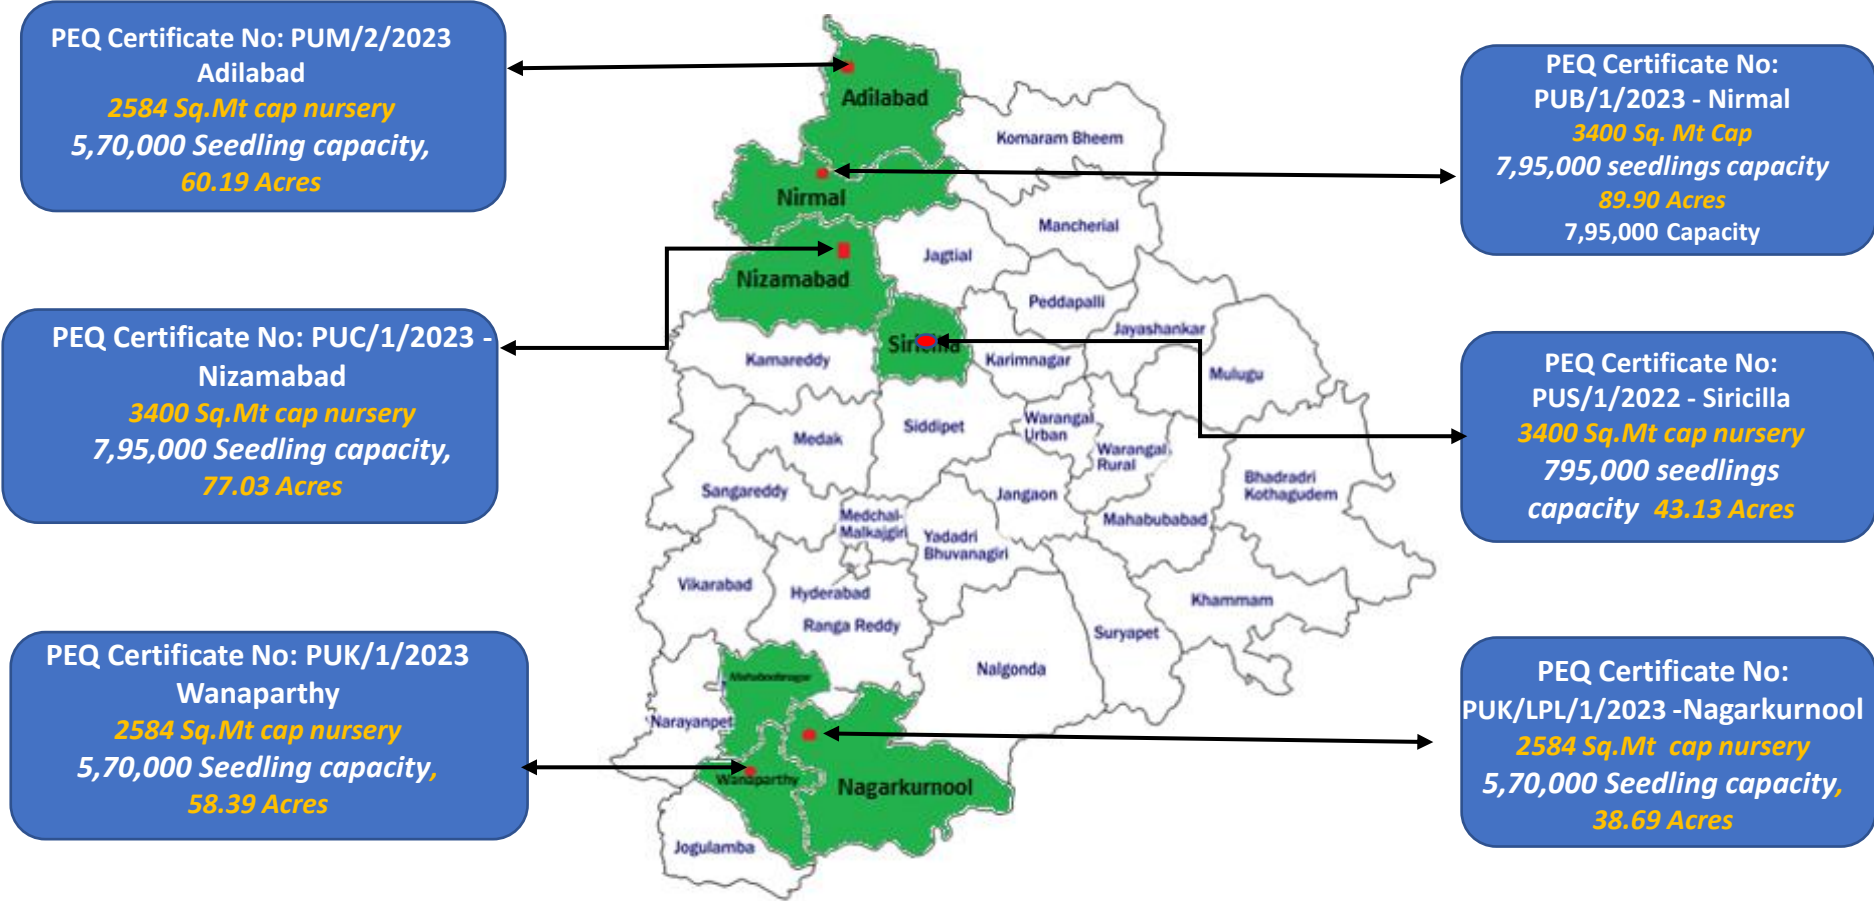 PEQ Certificate No: PUM/2/2023
Adilabad
2584 Sq.Mt cap nursery
5,70,000 Seedling capacity,
60.19 Acres
PEQ Certificate No:
PUB/1/2023 - Nirmal
3400 Sq. Mt Cap
7,95,000 seedlings capacity
89.90 Acres
7,95,000 Capacity
PEQ Certificate No: PUC/1/2023 -
Nizamabad
3400 Sq.Mt cap nursery
7,95,000 Seedling capacity,
77.03 Acres
PEQ Certificate No:
PUS/1/2022 - Siricilla
3400 Sq.Mt cap nursery
795,000 seedlings
capacity 43.13 Acres
PEQ Certificate No: PUK/1/2023
Wanaparthy
2584 Sq.Mt cap nursery
5,70,000 Seedling capacity,
58.39 Acres
PEQ Certificate No:
PUK/LPL/1/2023 -Nagarkurnool
2584 Sq.Mt cap nursery
5,70,000 Seedling capacity,
38.69 Acres
Adilabad
Komaram Bheem
Nirmal
Mancherial
Jagtial
Nizamabad
Peddapalli
Jayashankar
Kamareddy
Karimnagar
Mulugu
Siddipet
Warangal
Urban
Medak
Warangal
Rural
Bhadradri
Kothagudem
Sangareddy
Jangaon
Medchal-
Malkajgiri
Mahabubabad
Yadadri
Bhuvanagiri
Vikarabad
Hyderabad
Khammam
Ranga Reddy
Suryapet
Nalgonda
Narayanpet
Wanaparthy
Nagarkurnool
Jogulamba